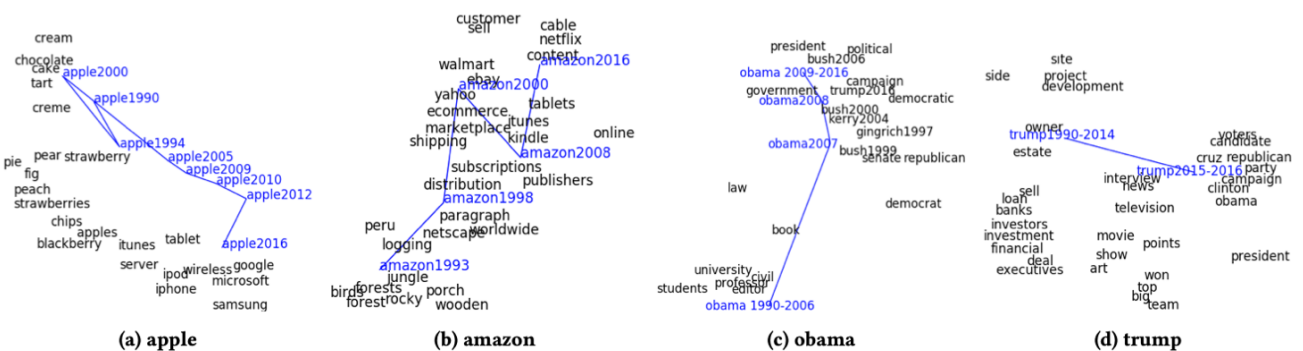 cream
chocolate
cake
apple2000
tart
apple1990
creme
apple1994
pear strawberry
apple2005
pie
apple2009
fig
apple2010
peach
apple2012
strawberries
chips
apples
blackberry
itunes
tablet
apple2016
server
ipod
wireless
google
iphone
microsoft
samsung
(a) apple
customer
sell
cable
netflix
content
amazon2016
walmart
ebay
amazon2000
yahoo
tablets
ecommerce
itunes
marketplace
kindle
online
shipping
amazon2008
subscriptions
publishers
distribution
amazon1998
paragraph
peru
netscape
worldwide
logging
amazon1993
jungle
birds
forests
porch
forest
rocky
wooden
(b) amazon
president
political
bush2006
obama 2009-2016
campaign
government
trump2016
obama2008
democratic
bush2000
kerry2004
gingrich1997
obama2007
bush1999
senate
republican
law
democrat
book
university
civil
professor
students
editor
obama 1990-2006
(c) obama
site
side
project
development
owner
trump1990-2014
voters
candidate
estate
cruz
republican
trump2015-2016
party
interview
campaign
news
clinton
sell
obama
loan
banks
television
investors
investment
movie
points
financial
show
president
deal
art
executives
won
top
big
team
(d) trump